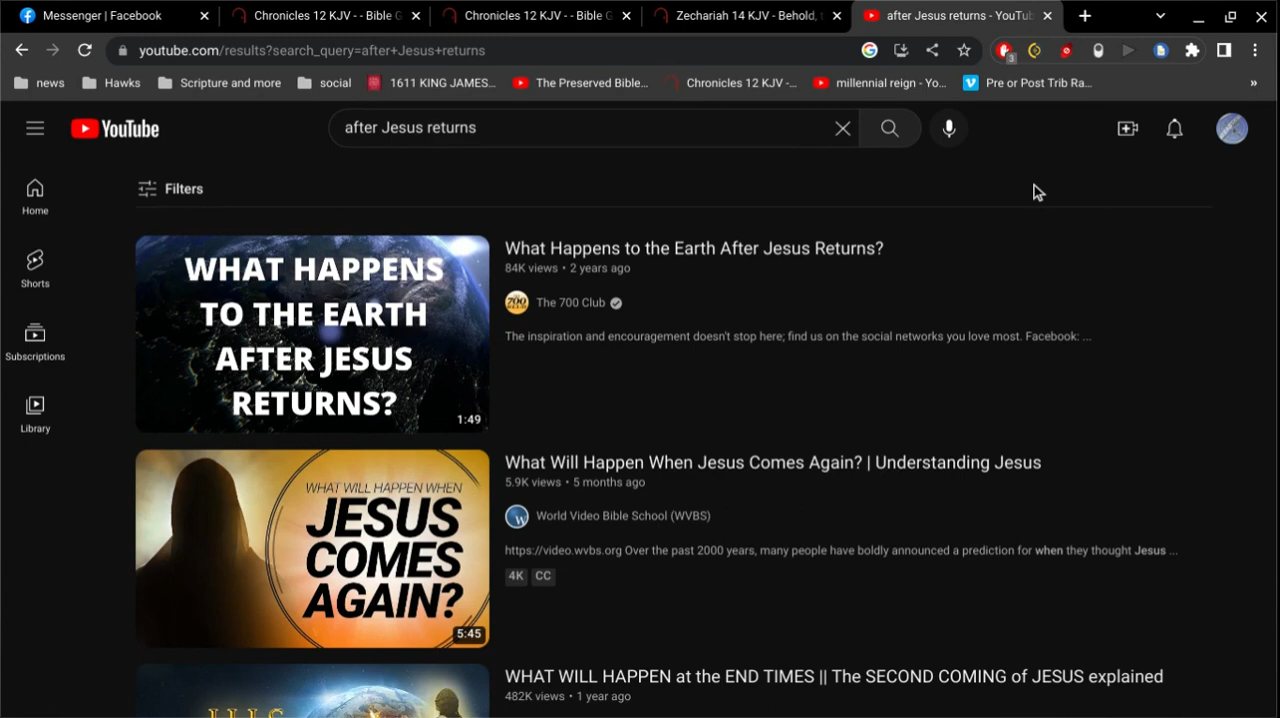 Messenger | Facebook
Chronicles 12 KJV - - Bible G
Chronicles 12 KJV - - Bible G
Zechariah 14 KJV - Behold,
after Jesus returns - YouTu
youtube.com/results?search_query=after+Jesus+returns
3
news
Hawks
Scripture and more
social
1611 KING JAMES...
The Preserved Bible...
Chronicles 12 KJV -...
millennial reign - Yo...
Pre or Post Trib Ra...
»
YouTube
after Jesus returns
Filters
Home
Shorts
Subscriptions
Library
WHAT HAPPENS
TO THE EARTH
AFTER JESUS
RETURNS?
1:49
What Happens to the Earth After Jesus Returns?
84K views • 2 years ago
700
The 700 Club
The inspiration and encouragement doesn't stop here; find us on the social networks you love most. Facebook: ...
WHAT WILL HAPPEN WHEN
JESUS
COMES
AGAIN?
5:45
What Will Happen When Jesus Comes Again? | Understanding Jesus
5.9K views • 5 months ago
World Video Bible School (WVBS)
https://video.wvbs.org Over the past 2000 years, many people have boldly announced a prediction for when they thought Jesus ...
4K CC
WHAT WILL HAPPEN at the END TIMES || The SECOND COMING of JESUS explained
482K views • 1 year ago